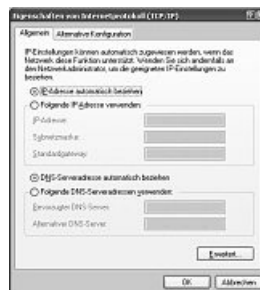 Eigenschaften von Internetprotokoll (TCP/IP)
Allgemein Alternative Konfiguration
IP-Einstellungen können automatisch zugewiesen werden, wenn das
Netzwerk diese Funktion unterstützt. Wenden Sie sich andernfalls an
den Netzwerkadministrator, um die geeigneten IP-Einstellungen zu
beziehen.
IP-Adresse automatisch beziehen
Folgende IP-Adresse verwenden:
IP-Adresse:
Subnetzmaske:
Standardgateway:
DNS-Serveradresse automatisch beziehen
Folgende DNS-Serveradressen verwenden:
Bevorzugter DNS-Server:
Alternativer DNS-Server:
Erweitert...
OK Abbrechen